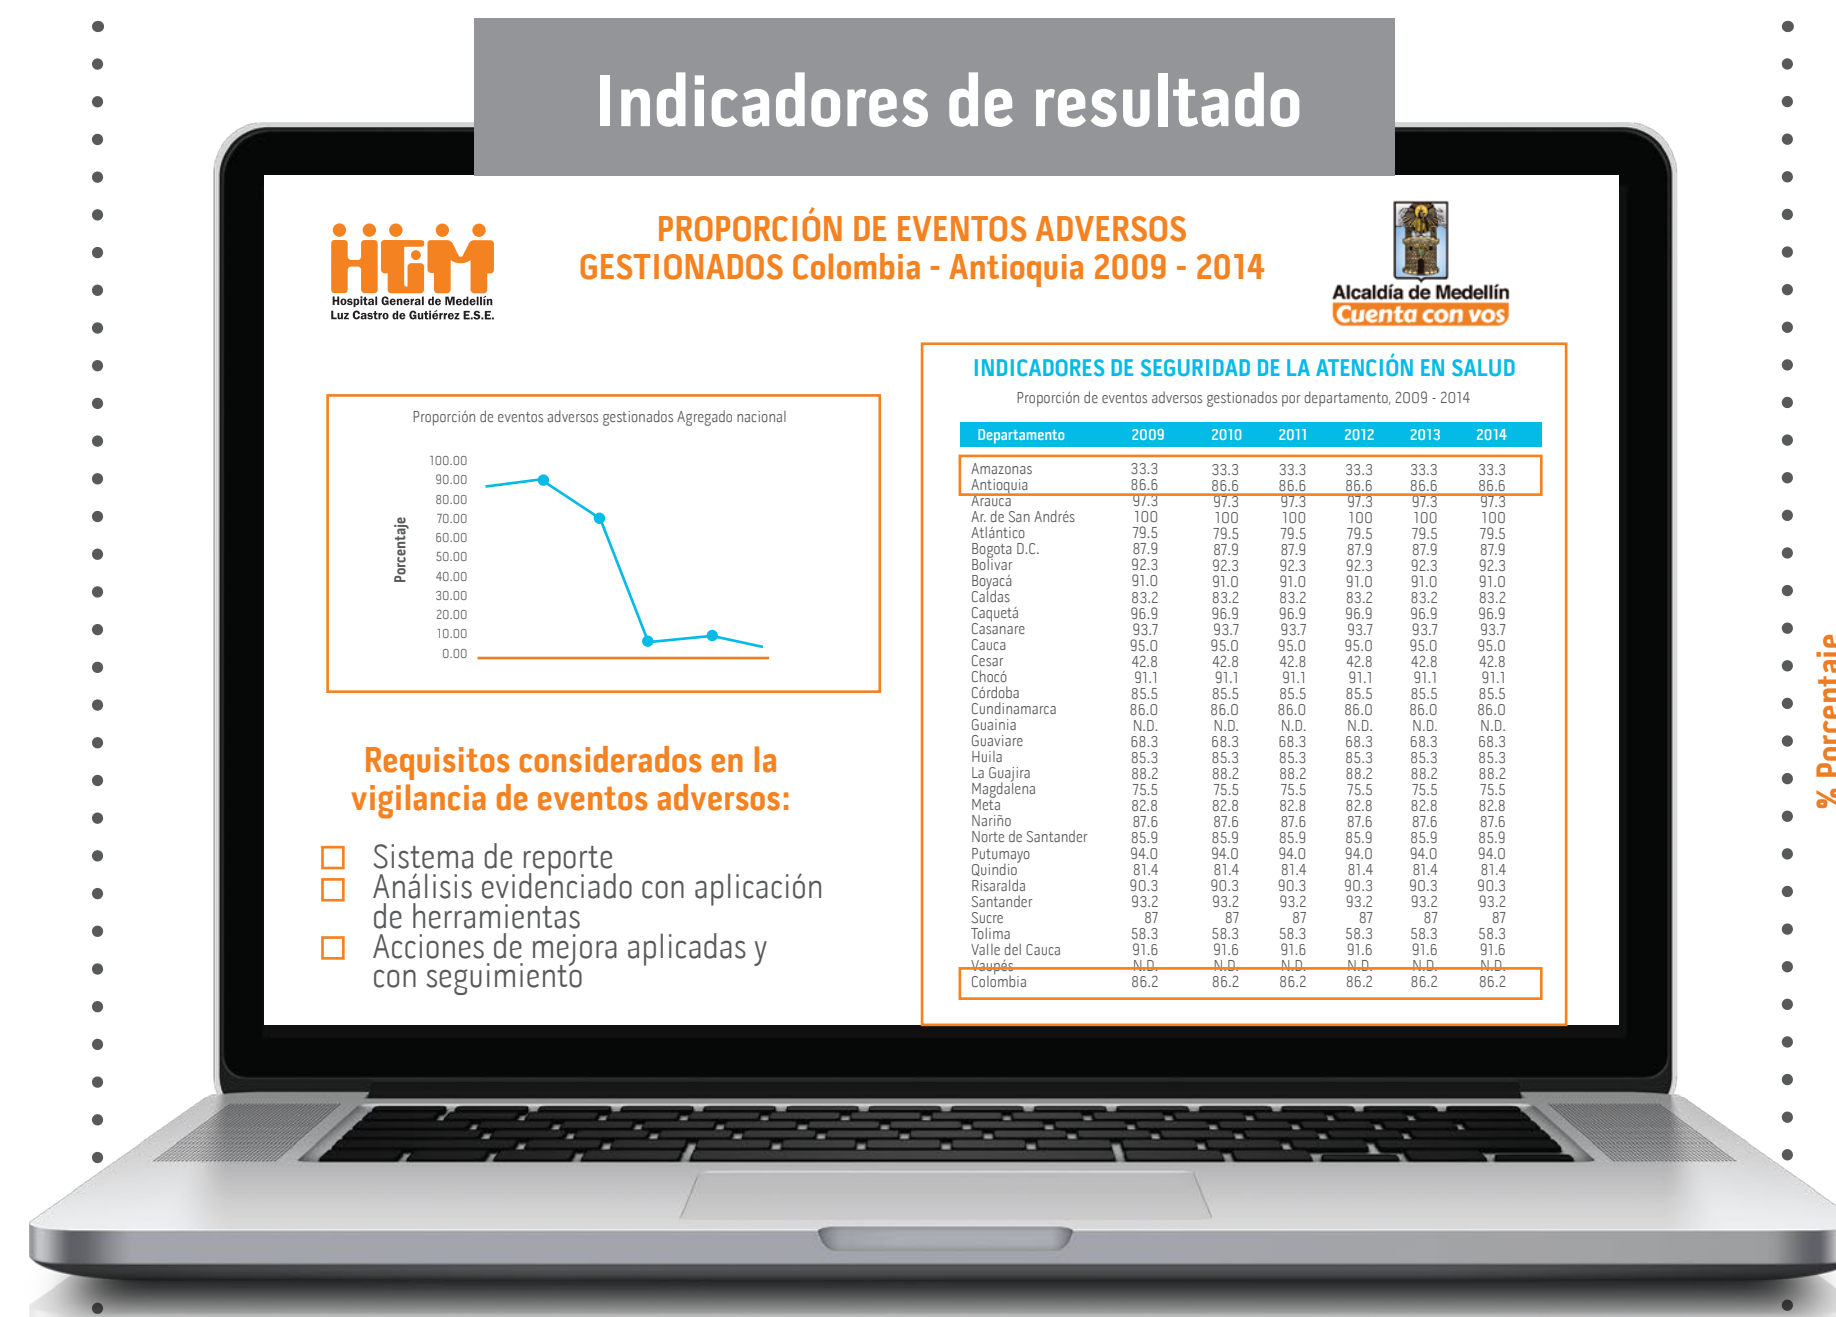 Indicadores de resultado
HGM
Hospital General de Medellín
Luz Castro de Gutiérrez E.S.E.
PROPORCIÓN DE EVENTOS ADVERSOS
GESTIONADOS Colombia - Antioquia 2009 - 2014
Alcaldía de Medellín
Cuenta con vos
Proporción de eventos adversos gestionados Agregado nacional
Porcentaje
100.00
90.00
80.00
70.00
60.00
50.00
40.00
30.00
20.00
10.00
0.00
Requisitos considerados en la
vigilancia de eventos adversos:
Sistema de reporte
Análisis evidenciado con aplicación
de herramientas
Acciones de mejora aplicadas y
con seguimiento
INDICADORES DE SEGURIDAD DE LA ATENCIÓN EN SALUD
Proporción de eventos adversos gestionados por departamento, 2009 - 2014
Departamento 2009 2010 2011 2012 2013 2014
Amazonas 33.3 33.3 33.3 33.3 33.3 33.3
Antioquia 86.6 86.6 86.6 86.6 86.6 86.6
Arauca 97.3 97.3 97.3 97.3 97.3 97.3
Ar. de San Andrés 100 100 100 100 100 100
Atlántico 79.5 79.5 79.5 79.5 79.5 79.5
Bogota D.C. 87.9 87.9 87.9 87.9 87.9 87.9
Bolivar 92.3 92.3 92.3 92.3 92.3 92.3
Boyacá 91.0 91.0 91.0 91.0 91.0 91.0
Caldas 83.2 83.2 83.2 83.2 83.2 83.2
Caquetá 96.9 96.9 96.9 96.9 96.9 96.9
Casanare 93.7 93.7 93.7 93.7 93.7 93.7
Cauca 95.0 95.0 95.0 95.0 95.0 95.0
Cesar 42.8 42.8 42.8 42.8 42.8 42.8
Chocó 91.1 91.1 91.1 91.1 91.1 91.1
Córdoba 85.5 85.5 85.5 85.5 85.5 85.5
Cundinamarca 86.0 86.0 86.0 86.0 86.0 86.0
Guainia N.D. N.D. N.D. N.D. N.D. N.D.
Guaviare 68.3 68.3 68.3 68.3 68.3 68.3
Huila 85.3 85.3 85.3 85.3 85.3 85.3
La Guajira 88.2 88.2 88.2 88.2 88.2 88.2
Magdalena 75.5 75.5 75.5 75.5 75.5 75.5
Meta 82.8 82.8 82.8 82.8 82.8 82.8
Nariño 87.6 87.6 87.6 87.6 87.6 87.6
Norte de Santander 85.9 85.9 85.9 85.9 85.9 85.9
Putumayo 94.0 94.0 94.0 94.0 94.0 94.0
Quindio 81.4 81.4 81.4 81.4 81.4 81.4
Risaralda 90.3 90.3 90.3 90.3 90.3 90.3
Santander 93.2 93.2 93.2 93.2 93.2 93.2
Sucre 87 87 87 87 87 87
Tolima 58.3 58.3 58.3 58.3 58.3 58.3
Valle del Cauca 91.6 91.6 91.6 91.6 91.6 91.6
Vaupés N.D. N.D. N.D. N.D. N.D. N.D.
Colombia 86.2 86.2 86.2 86.2 86.2 86.2
% Porcentaje